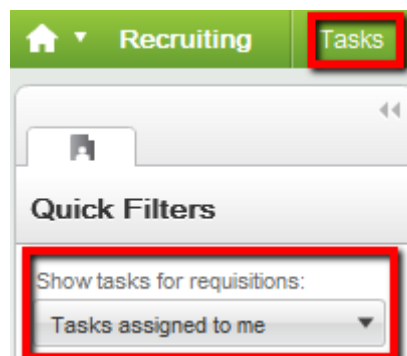 Recruiting Tasks
Quick Filters
Show tasks for requisitions:
Tasks assigned to me